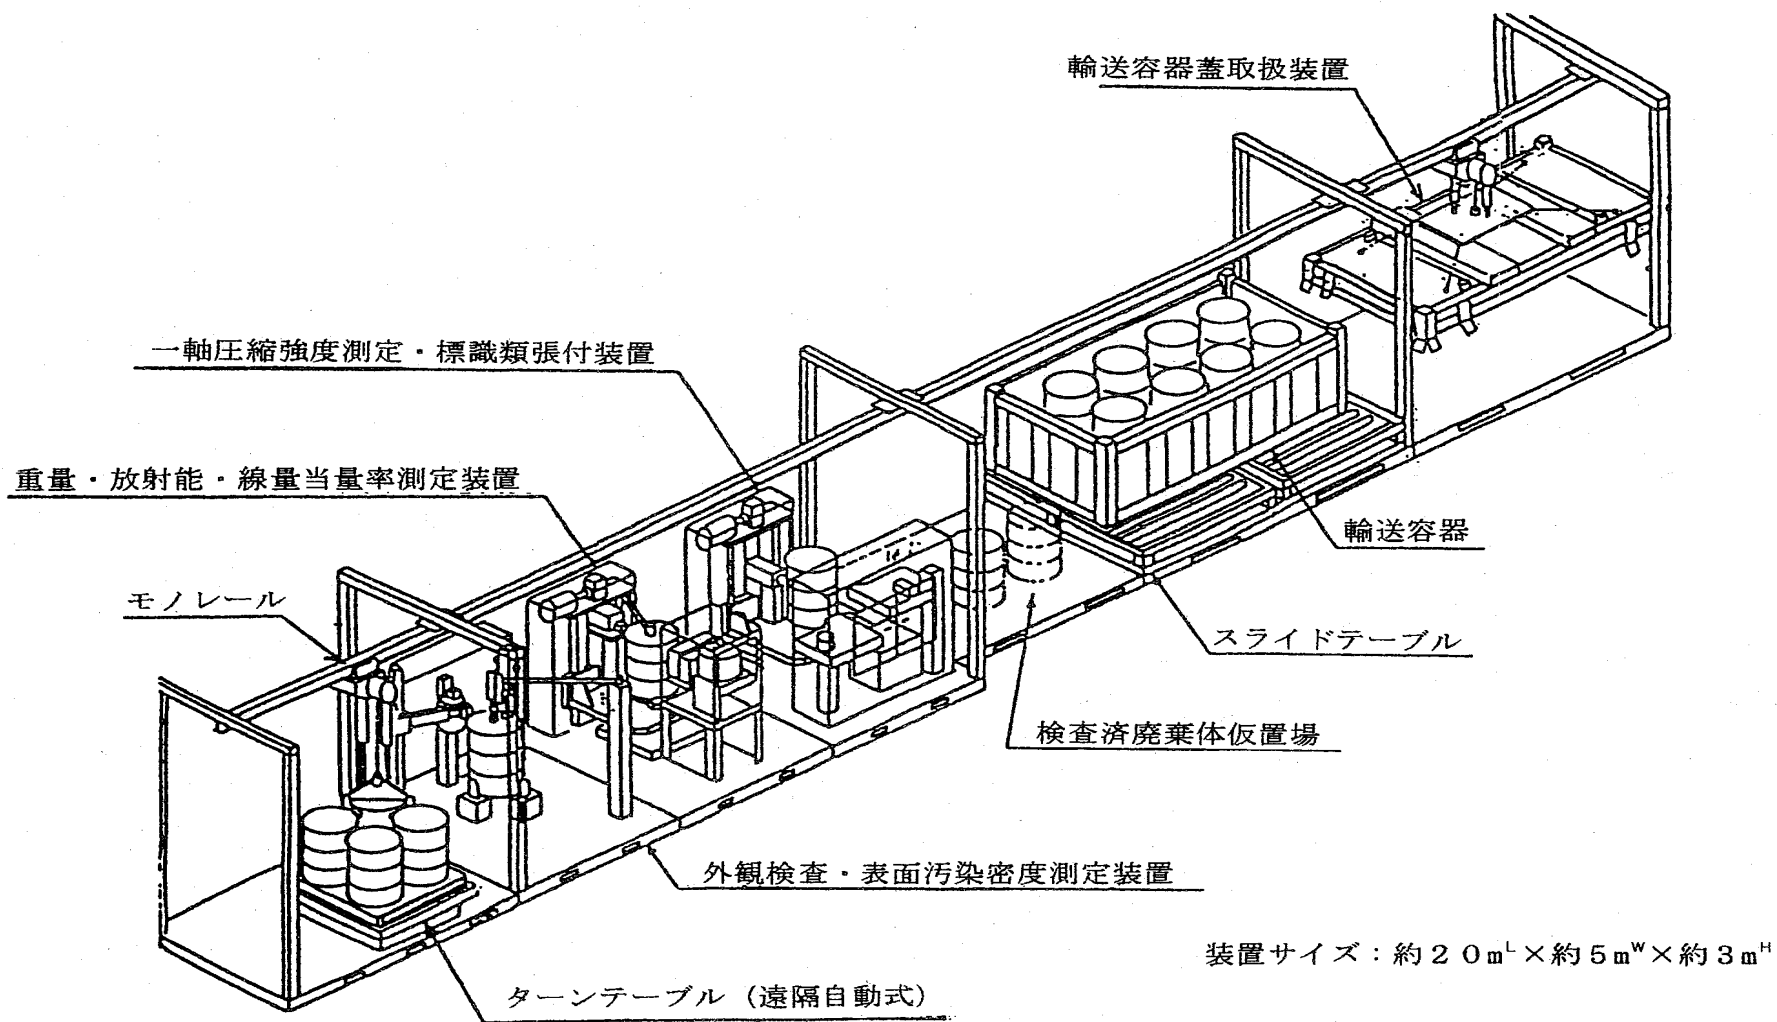 輸送容器蓋取扱装置
一軸圧縮強度測定・標識類張付装置
重量・放射能・線量当量率測定装置
モノレール
輸送容器
スライドテーブル
検査済廃棄体仮置場
外観検査・表面汚染密度測定装置
装置サイズ：約20mᴸ×約5mᵂ×約3mᴴ
ターンテーブル（遠隔自動式）